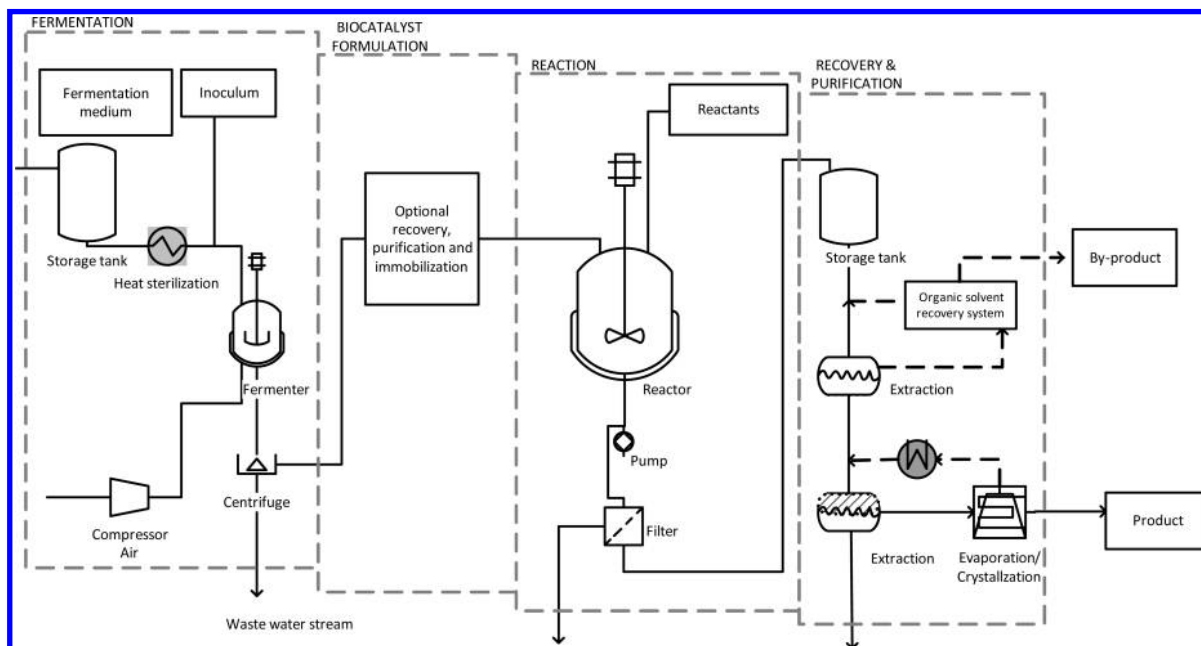 FERMENTATION
Fermentation
medium
Inoculum
Storage tank
Heat sterilization
Fermenter
Centrifuge
Compressor
Air
Waste water stream
BIOCATALYST
FORMULATION
Optional
recovery,
purification and
immobilization
REACTION
Reactants
Reactor
Pump
Filter
RECOVERY &
PURIFICATION
Storage tank
Organic solvent
recovery system
By-product
Extraction
Extraction
Evaporation/
Crystallzation
Product